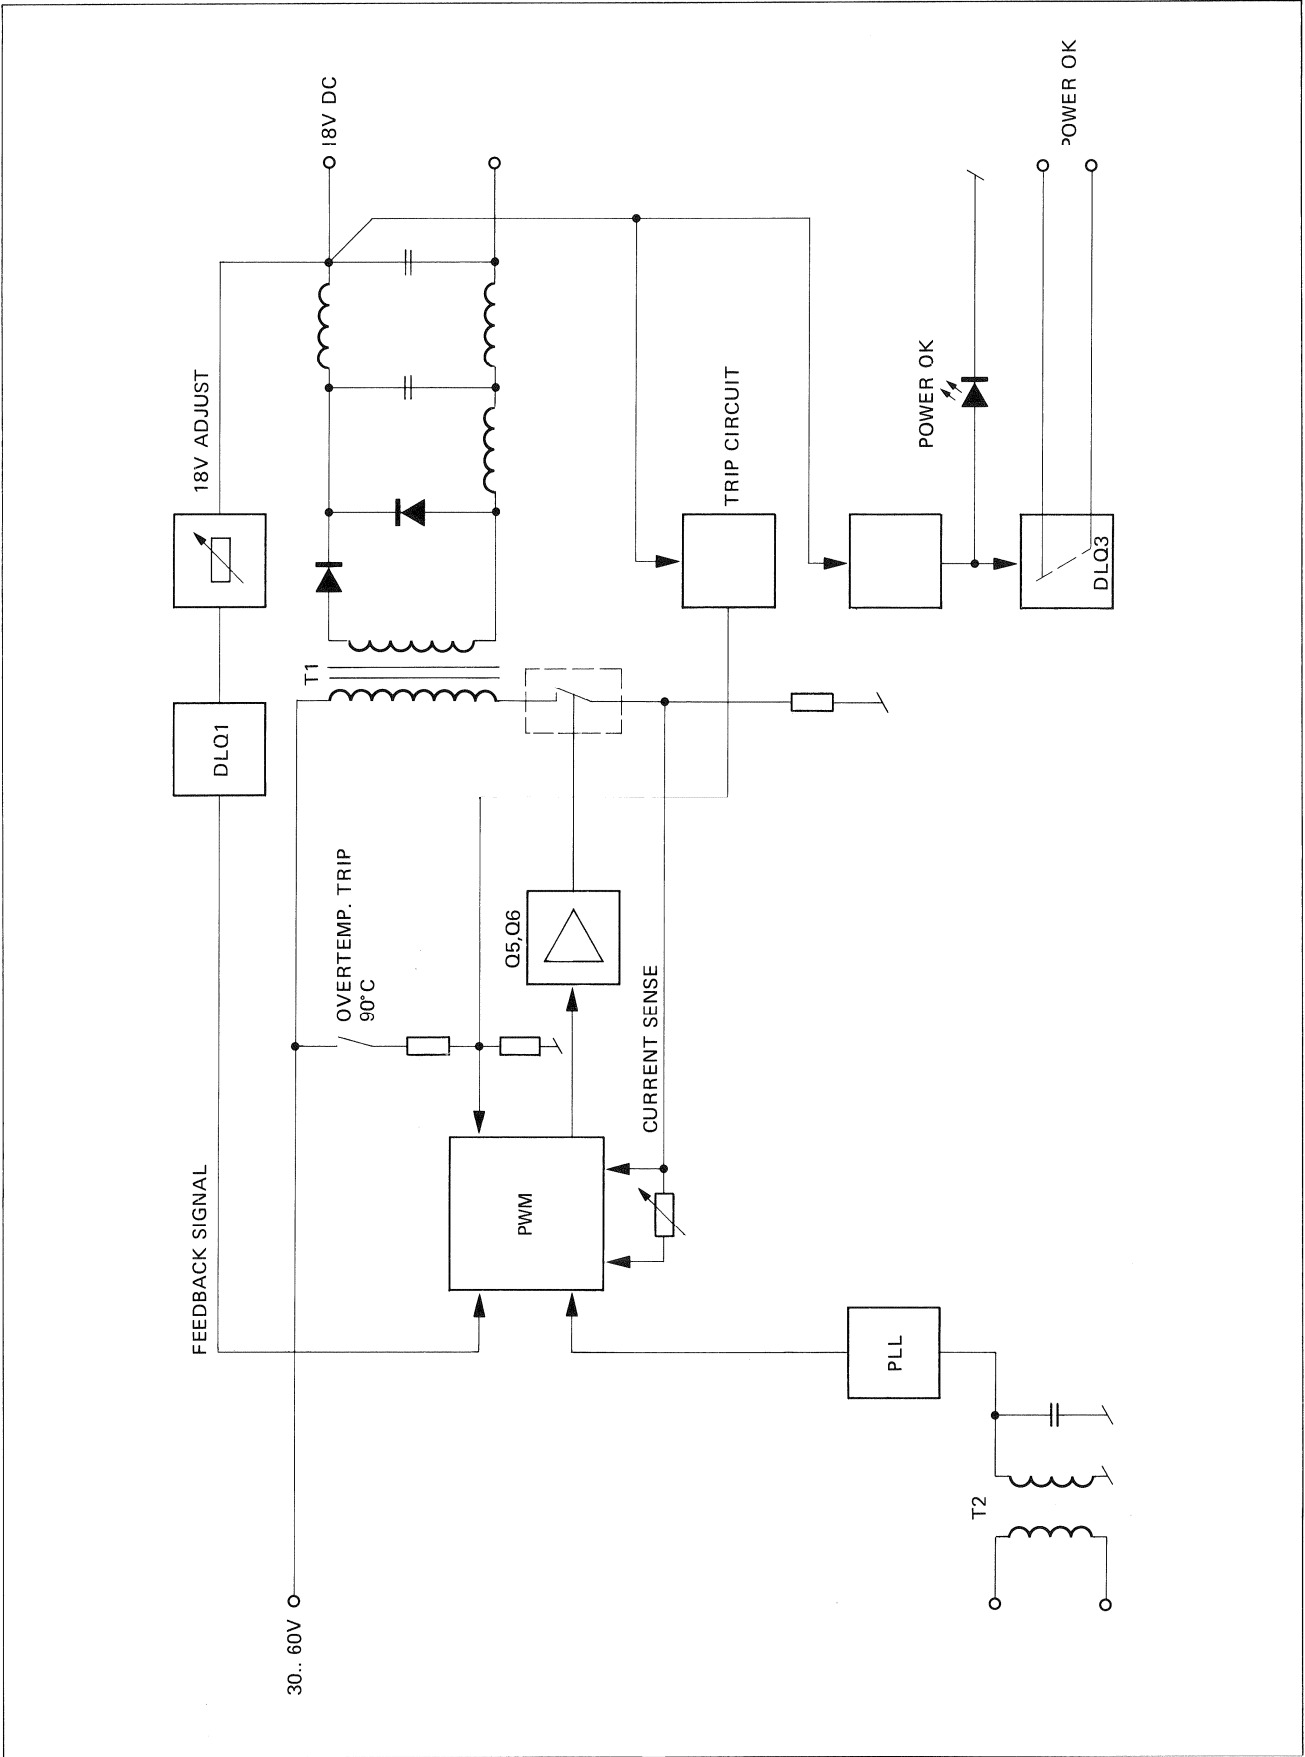 FEEDBACK SIGNAL
DLQ1
18V ADJUST
30.. 60V
OVERTEMP. TRIP
90°C
T1
18V DC
PWM
Q5,Q6
CURRENT SENSE
TRIP CIRCUIT
PLL
POWER OK
T2
DLQ3
POWER OK